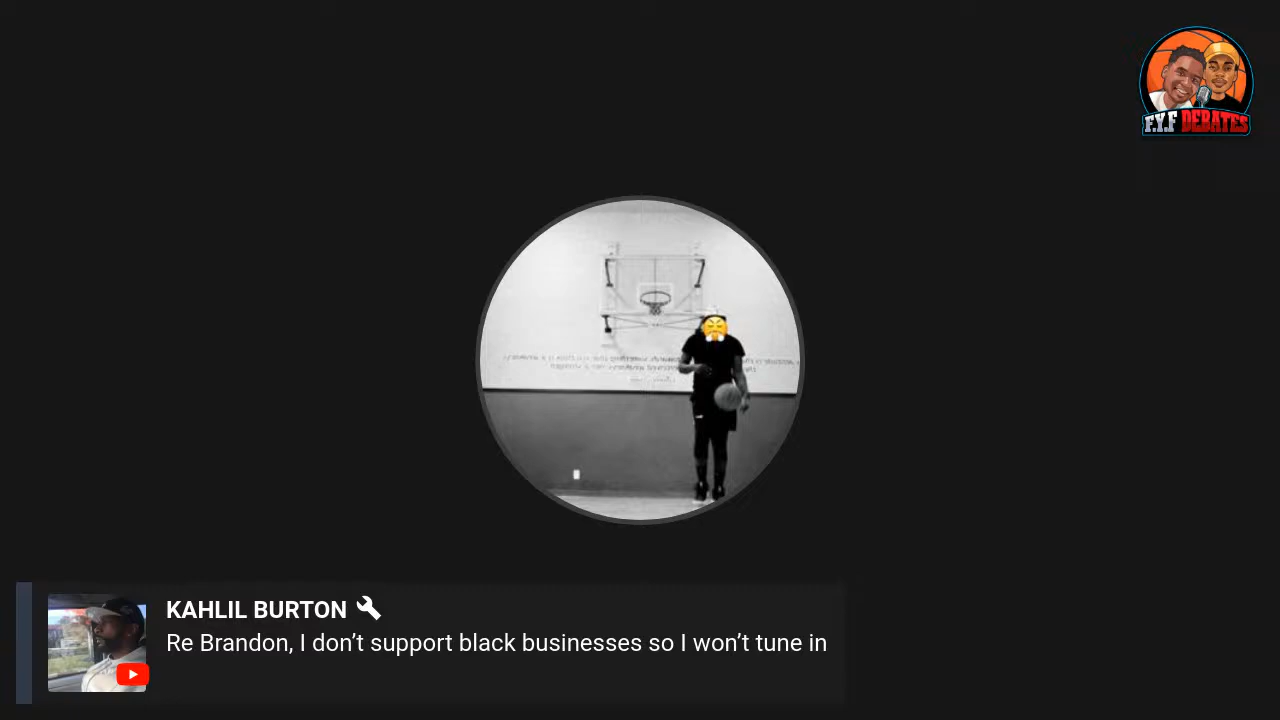 F.Y.F DEBATES
KAHLIL BURTON
Re Brandon, I don’t support black businesses so I won’t tune in